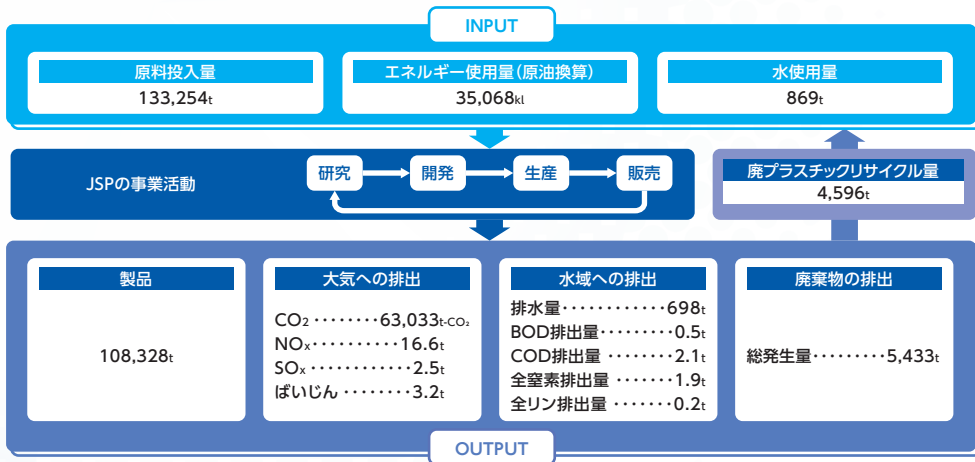 INPUT
原料投入量
133,254t
エネルギー使用量(原油換算)
35,068kl
水使用量
869t
JSPの事業活動
研究
開発
生産
販売
廃プラスチックリサイクル量
4,596t
製品
108,328t
大気への排出
CO₂ ········63,033t-CO₂
NOx··········16.6t
SOx ············2.5t
ばいじん ········3.2t
水域への排出
排水量············698t
BOD排出量·········0.5t
COD排出量 ········2.1t
全窒素排出量 ······1.9t
全リン排出量 ·······0.2t
廃棄物の排出
総発生量·········5,433t
OUTPUT